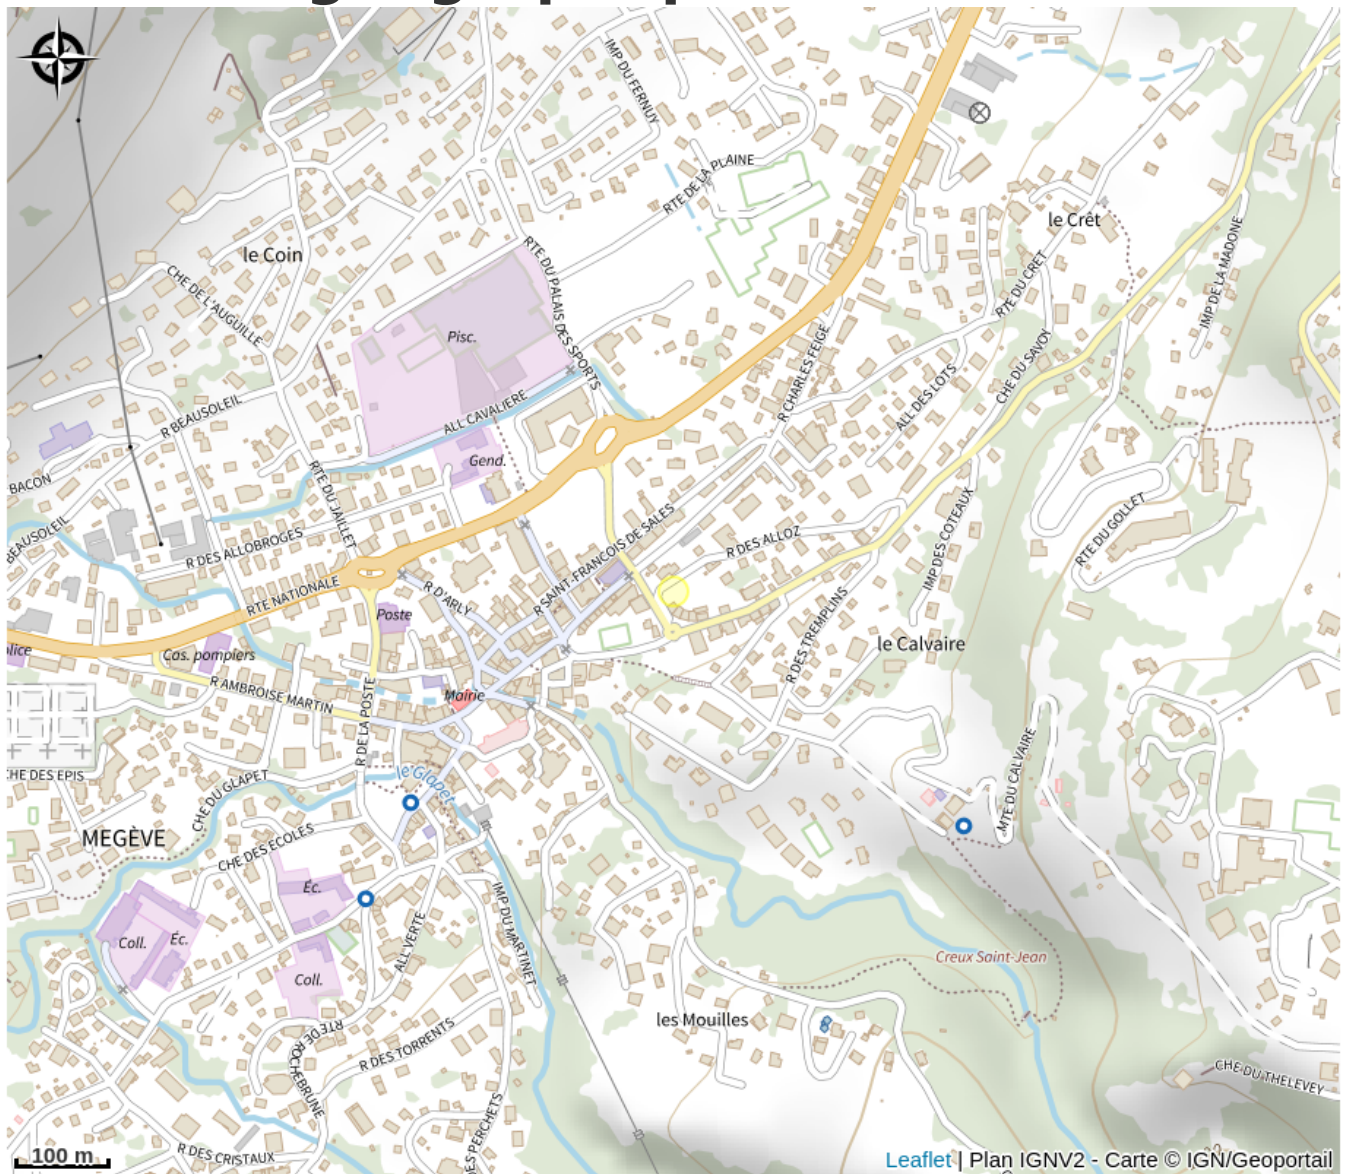 IMP DU FERNUY
RTE DE LA PLAINE
le Crêt
le Coin
RTE DU PALAIS DES SPORTS
IMP DE LA MADONE
CHE DE L'AUGUILLE
RTE DU CRET
Pisc.
R CHARLES FEIGE
CHE DU SAVOI
ALL DES LOTS
R BEAUSOLEIL
ALL CAVALIERE
Gend.
BACON
RTE DU JAILLET
BEAUSOLEIL
R DES ALLOBROGES
R SAINT-FRANCOIS DE SALES
R DES ALLOZ
IMP DES COTEAUX
RTE DU GOLLET
RTE NATIONALE
R D'ARLY
Poste
R DES TREMPLINS
le Calvaire
olice
Cas. pompiers
R AMBROISE MARTIN
Mairie
R DE LA POSTE
MTE DU CALVAIRE
CHE DES EPIS
CHE DU GLAPET
le Glapet
MEGÈVE
CHE DES ECOLES
Éc.
Coll.
Éc.
ALL VERTE
IMP DU MARTINET
Coll.
Creux Saint-Jean
les Mouilles
RTE DE ROCHEBRUNE
R DES TORRENTS
CHE DU THELEVEY
ES PERCHETS
R DES CRISTAUX
100 m
Leaflet | Plan IGNV2 - Carte © IGN/Geoportail